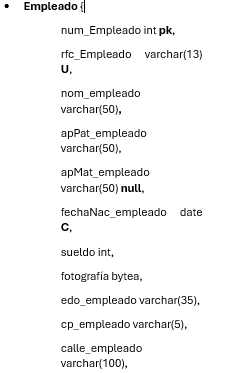 • Empleado {
num_Empleado int pk,
rfc_Empleado varchar(13)
U,
nom_empleado
varchar(50),
apPat_empleado
varchar(50),
apMat_empleado
varchar(50) null,
fechaNac_empleado date
C,
sueldo int,
fotografía bytea,
edo_empleado varchar(35),
cp_empleado varchar(5),
calle_empleado
varchar(100),